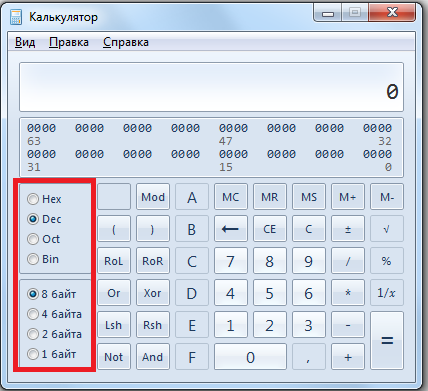 Калькулятор
Вид Правка Справка
0
0000 0000 0000 0000 0000 0000 0000 0000
63 47 32
0000 0000 0000 0000 0000 0000 0000 0000
31 15 0
Hex Mod A MC MR MS M+ M-
Dec ( ) B ← CE C ± √
Oct RoL RoR C 7 8 9 / %
Bin
8 байт Or Xor D 4 5 6 * 1/x
4 байта Lsh Rsh E 1 2 3 - =
2 байта
1 байт Not And F 0 , +